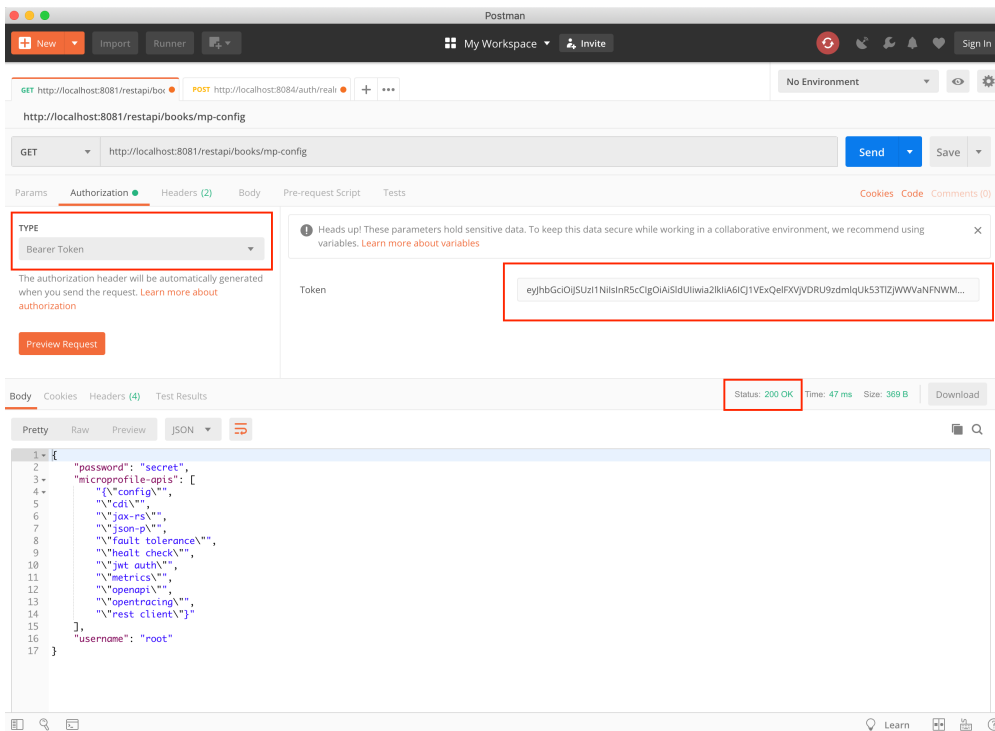 Postman
New Import Runner My Workspace Invite Sign In
GET http://localhost:8081/restapi/boo POST http://localhost:8084/auth/realr No Environment
http://localhost:8081/restapi/books/mp-config
GET http://localhost:8081/restapi/books/mp-config Send Save
Params Authorization Headers (2) Body Pre-request Script Tests Cookies Code Comments (0)
TYPE
Bearer Token
The authorization header will be automatically generated
when you send the request. Learn more about
authorization
Preview Request
Heads up! These parameters hold sensitive data. To keep this data secure while working in a collaborative environment, we recommend using
variables. Learn more about variables
Token
Body Cookies Headers (4) Test Results Status: 200 OK Time: 47 ms Size: 369 B Download
Pretty Raw Preview JSON
1 {
2 "password": "secret",
3 "microprofile-apis": [
4 "{\"config\"",
5 "\"cdi\"",
6 "\"jax-rs\"",
7 "\"json-p\"",
8 "\"fault tolerance\"",
9 "\"healt check\"",
10 "\"jwt auth\"",
11 "\"metrics\"",
12 "\"openapi\"",
13 "\"opentracing\"",
14 "\"rest client\"}"
15 ],
16 "username": "root"
17 }
Learn